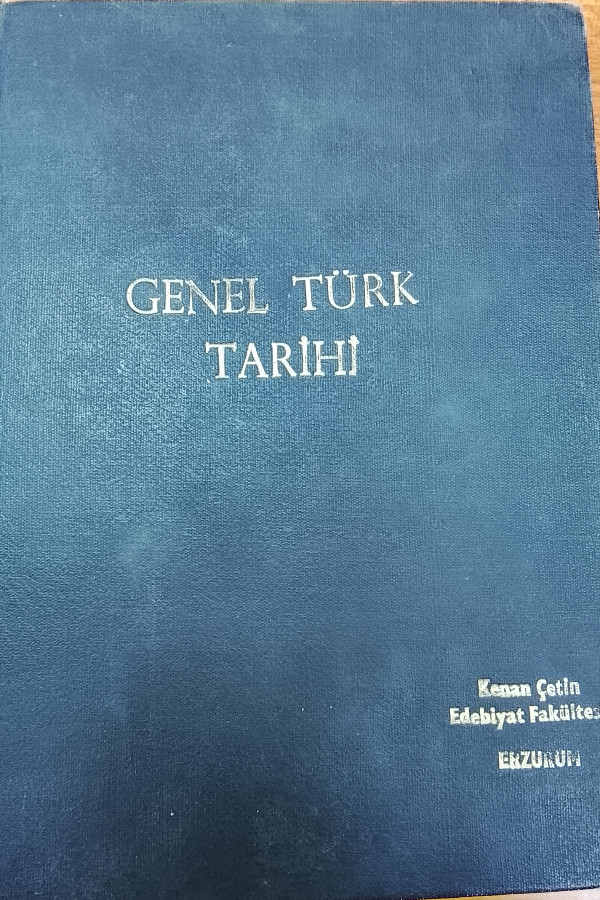 GENEL TÜRK
TARİHİ
Kenan Çetin
Edebiyat Fakültes
ERZURUM